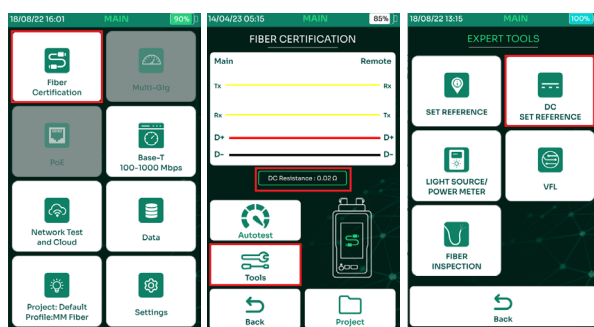 18/08/22 16:01 MAIN 90%
Fiber
Certification
Multi-Gig
PoE
Base-T
100-1000 Mbps
Network Test
and Cloud
Data
Project: Default
Profile:MM Fiber
Settings
14/04/23 05:15 MAIN 85%
FIBER CERTIFICATION
Main Remote
Tx Rx
Rx Tx
D+ D+
D- D-
DC Resistance : 0.02 Ω
Autotest
Tools
Back
Project
18/08/22 13:15 MAIN 100%
EXPERT TOOLS
SET REFERENCE
DC
SET REFERENCE
LIGHT SOURCE/
POWER METER
VFL
FIBER
INSPECTION
Back